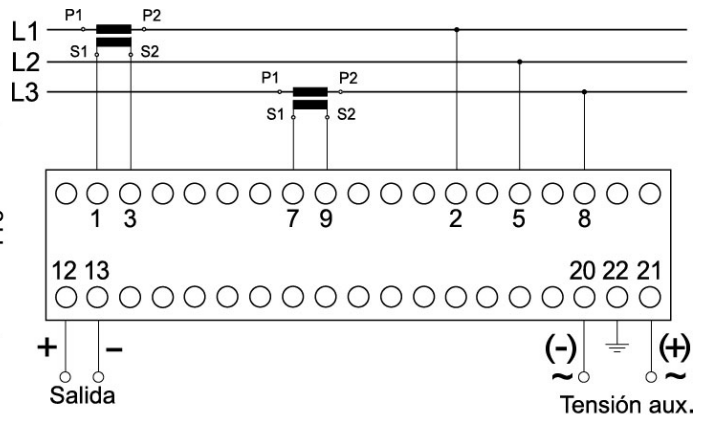 P1 P2
L1
S1 S2
L2
P1 P2
L3
S1 S2
1 3 7 9 2 5 8
12 13 20 22 21
+ – (-) (+)
~ ~
Salida
Tensión aux.